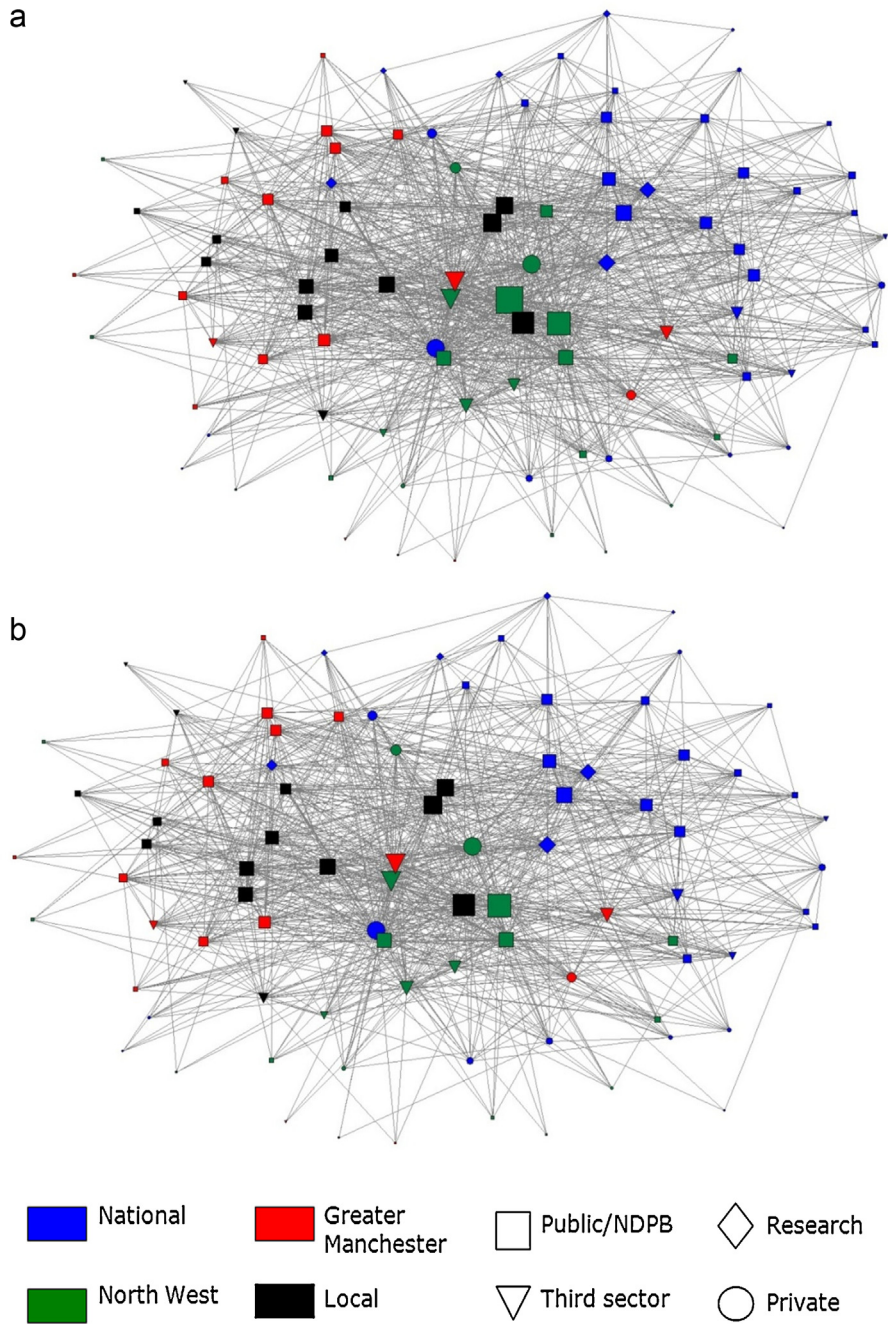 a
b
National
Greater
Manchester
Public/NDPB
Research
North West
Local
Third sector
Private